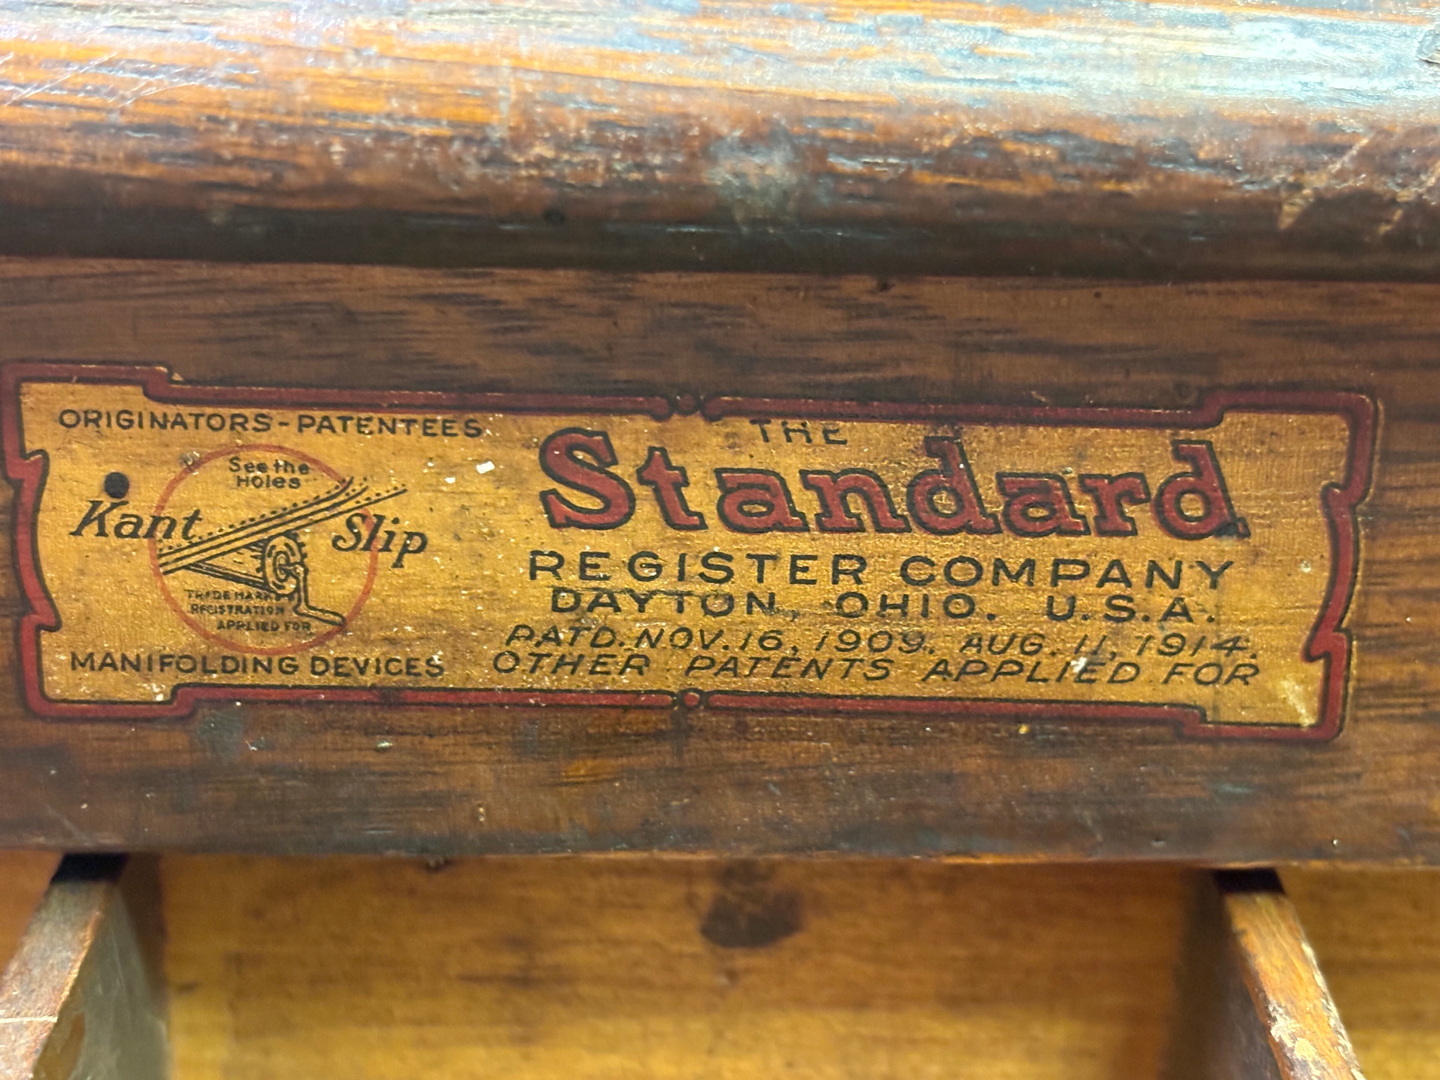 ORIGINATORS-PATENTEES
See the
Holes
Kant Slip
TRADE MARK
REGISTRATION
APPLIED FOR
MANIFOLDING DEVICES
THE
Standard
REGISTER COMPANY
DAYTON, OHIO. U.S.A.
PATD. NOV. 16, 1909. AUG. 11, 1914.
OTHER PATENTS APPLIED FOR